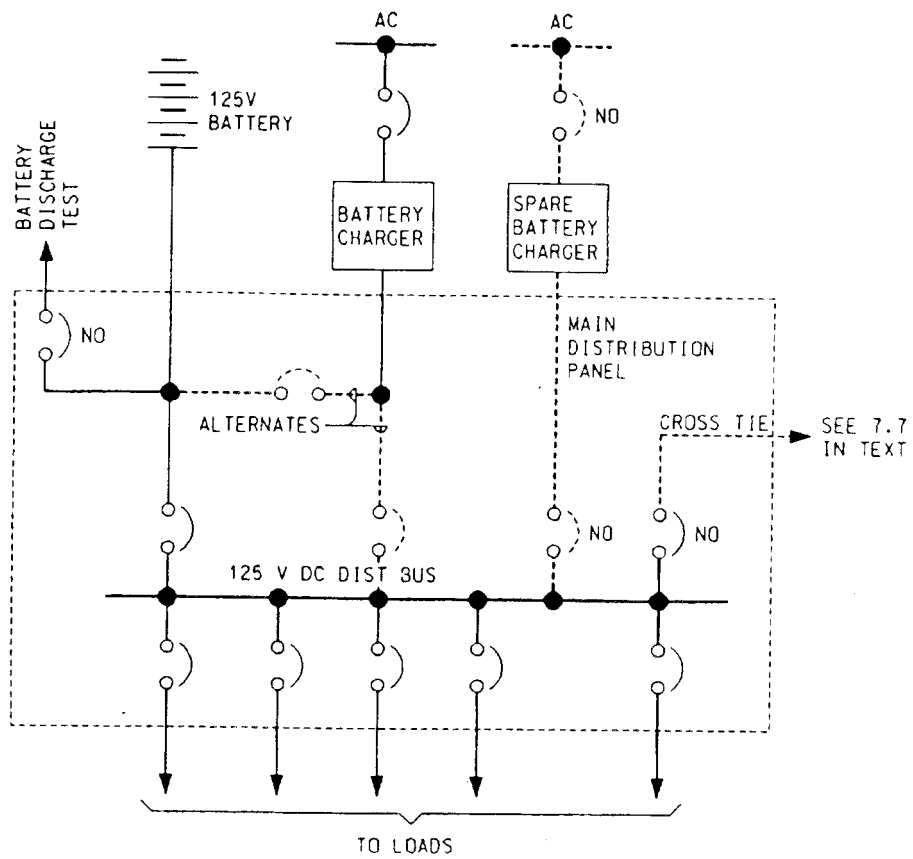 AC
AC
125V
BATTERY
NO
BATTERY
DISCHARGE
TEST
BATTERY
CHARGER
SPARE
BATTERY
CHARGER
NO
MAIN
DISTRIBUTION
PANEL
ALTERNATES
CROSS TIE
SEE 7.7
IN TEXT
NO
NO
125 V DC DIST BUS
TO LOADS